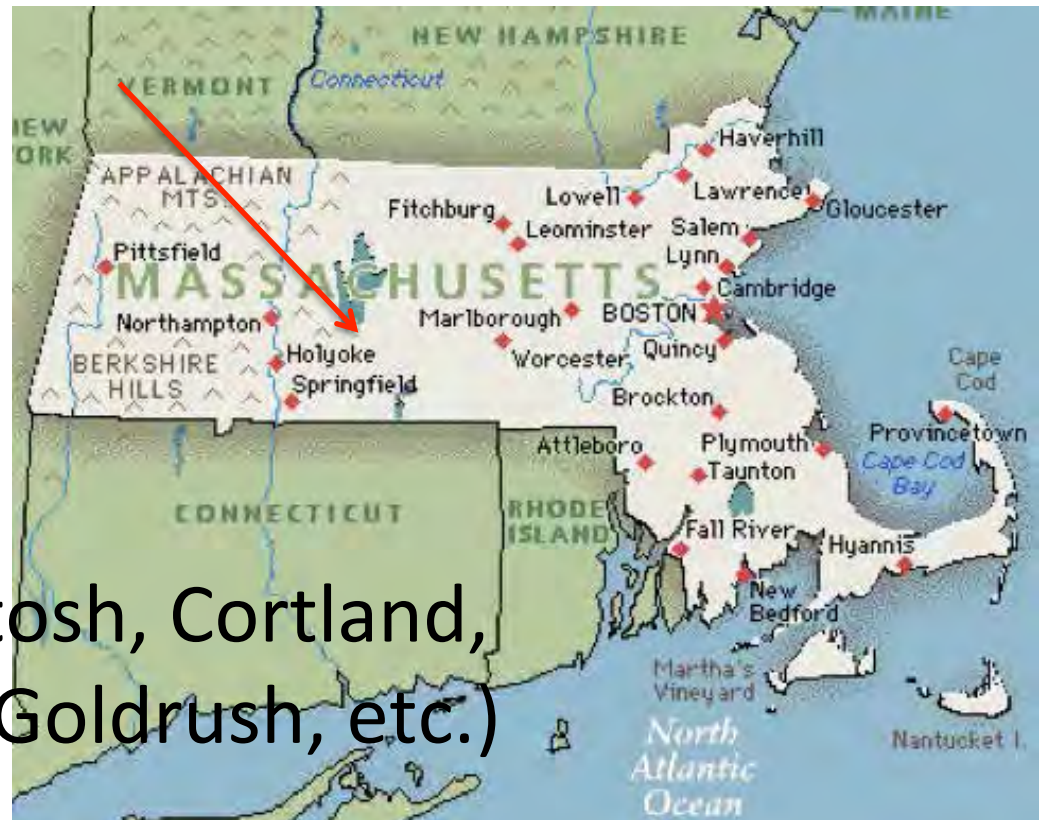 MAINE
NEW HAMPSHIRE
VERMONT
Connecticut
NEW
YORK
APPALACHIAN
MTS.
Haverhill
Lowell
Lawrence
Gloucester
Fitchburg
Leominster
Salem
Lynn
Pittsfield
MASSACHUSETTS
Cambridge
Northampton
Marlborough
BOSTON
Holyoke
Worcester
Quincy
BERKSHIRE
HILLS
Springfield
Brockton
Cape
Cod
Provincetown
Attleboro
Plymouth
Taunton
Cape Cod
Bay
CONNECTICUT
RHODE
ISLAND
Fall River
Hyannis
New
Bedford
tosh, Cortland,
Goldrush, etc.)
Martha's
Vineyard
Nantucket I.
North
Atlantic
Ocean